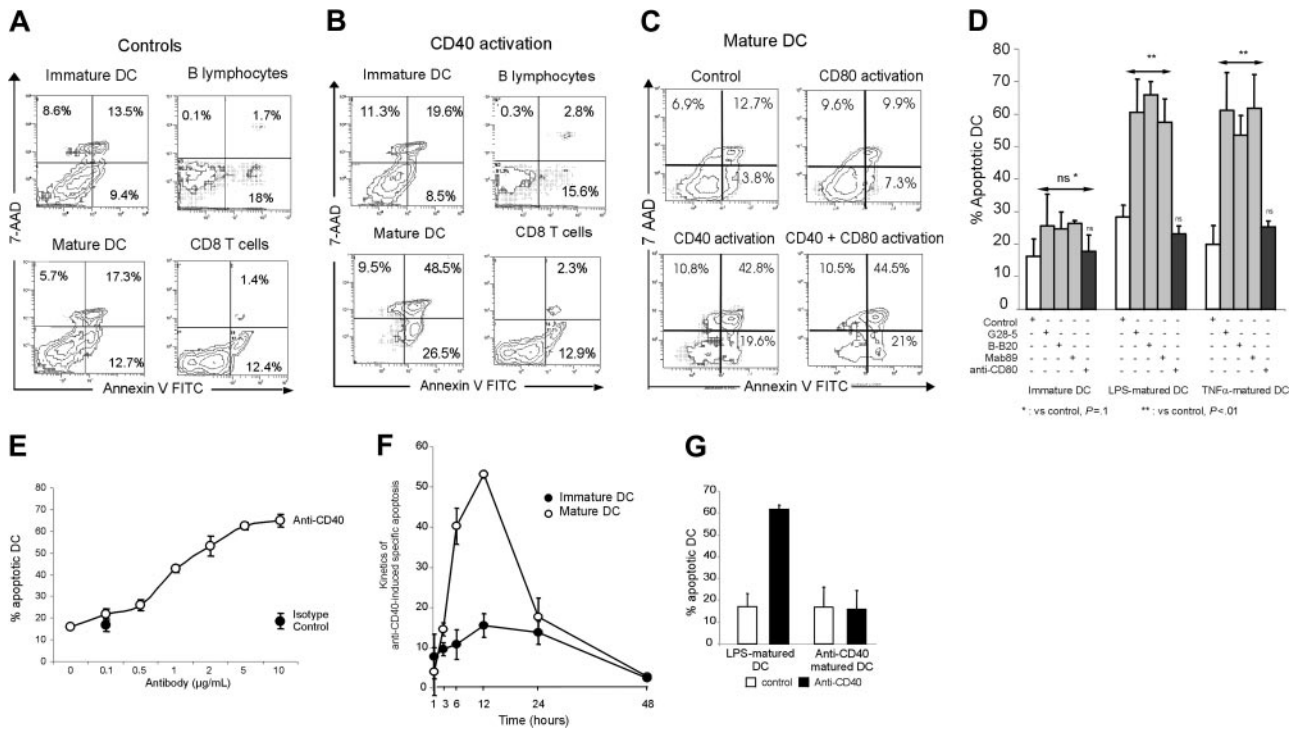 A
Controls
Immature DC
B lymphocytes
8.6%
13.5%
0.1%
1.7%
9.4%
18%
Mature DC
CD8 T cells
5.7%
17.3%
1.4%
12.7%
12.4%
7-AAD
Annexin V FITC
B
CD40 activation
Immature DC
B lymphocytes
11.3%
19.6%
0.3%
2.8%
8.5%
15.6%
Mature DC
CD8 T cells
9.5%
48.5%
2.3%
26.5%
12.9%
7-AAD
Annexin V FITC
C
Mature DC
Control
CD80 activation
6.9%
12.7%
9.6%
9.9%
13.8%
7.3%
CD40 activation
CD40 + CD80 activation
10.8%
42.8%
10.5%
44.5%
19.6%
21%
7 AAD
Annexin V FITC
D
% Apoptotic DC
80
70
60
50
40
30
20
10
0
ns *
**
**
ns
ns
ns
Control + - - - - + - - - - + - - - -
G28-5 - + - - - - + - - - - + - - -
B-B20 - - + - - - - + - - - - + - -
Mab89 - - - + - - - - + - - - - + -
anti-CD80 - - - - + - - - - + - - - - +
Immature DC LPS-matured DC TNFα-matured DC
* : vs control, P=.1 ** : vs control, P<.01
E
% apoptotic DC
80
70
60
50
40
30
20
10
0
Anti-CD40
Isotype
Control
0 0.1 0.5 1 2 5 10
Antibody (µg/mL)
F
Kinetics of
anti-CD40-induced specific apoptosis
60
50
40
30
20
10
0
Immature DC
Mature DC
1 3 6 12 24 48
Time (hours)
G
% apoptotic DC
70
60
50
40
30
20
10
0
LPS-matured
DC
Anti-CD40
matured DC
control Anti-CD40